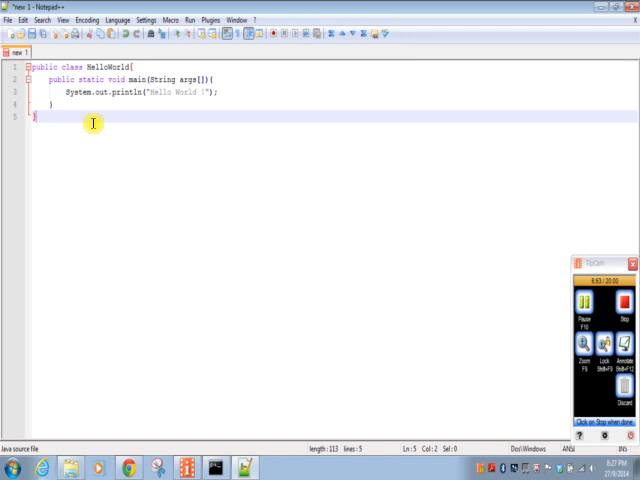 *new 1 - Notepad++
File Edit Search View Encoding Language Settings Macro Run Plugins Window ? X
new 1
1 public class HelloWorld{
2 public static void main(String args[]){
3 System.out.println("Hello World !");
4 }
5 }
TipCam
8:53 / 20:00
Pause F10
Stop
Zoom F9
Lock Shift+F9
Annotate Shift+F12
Discard
Click on Stop when done
?
Java source file length : 113 lines : 5 Ln : 5 Col : 2 Sel : 0 Dos\Windows ANSI INS
8:27 PM
27/9/2014